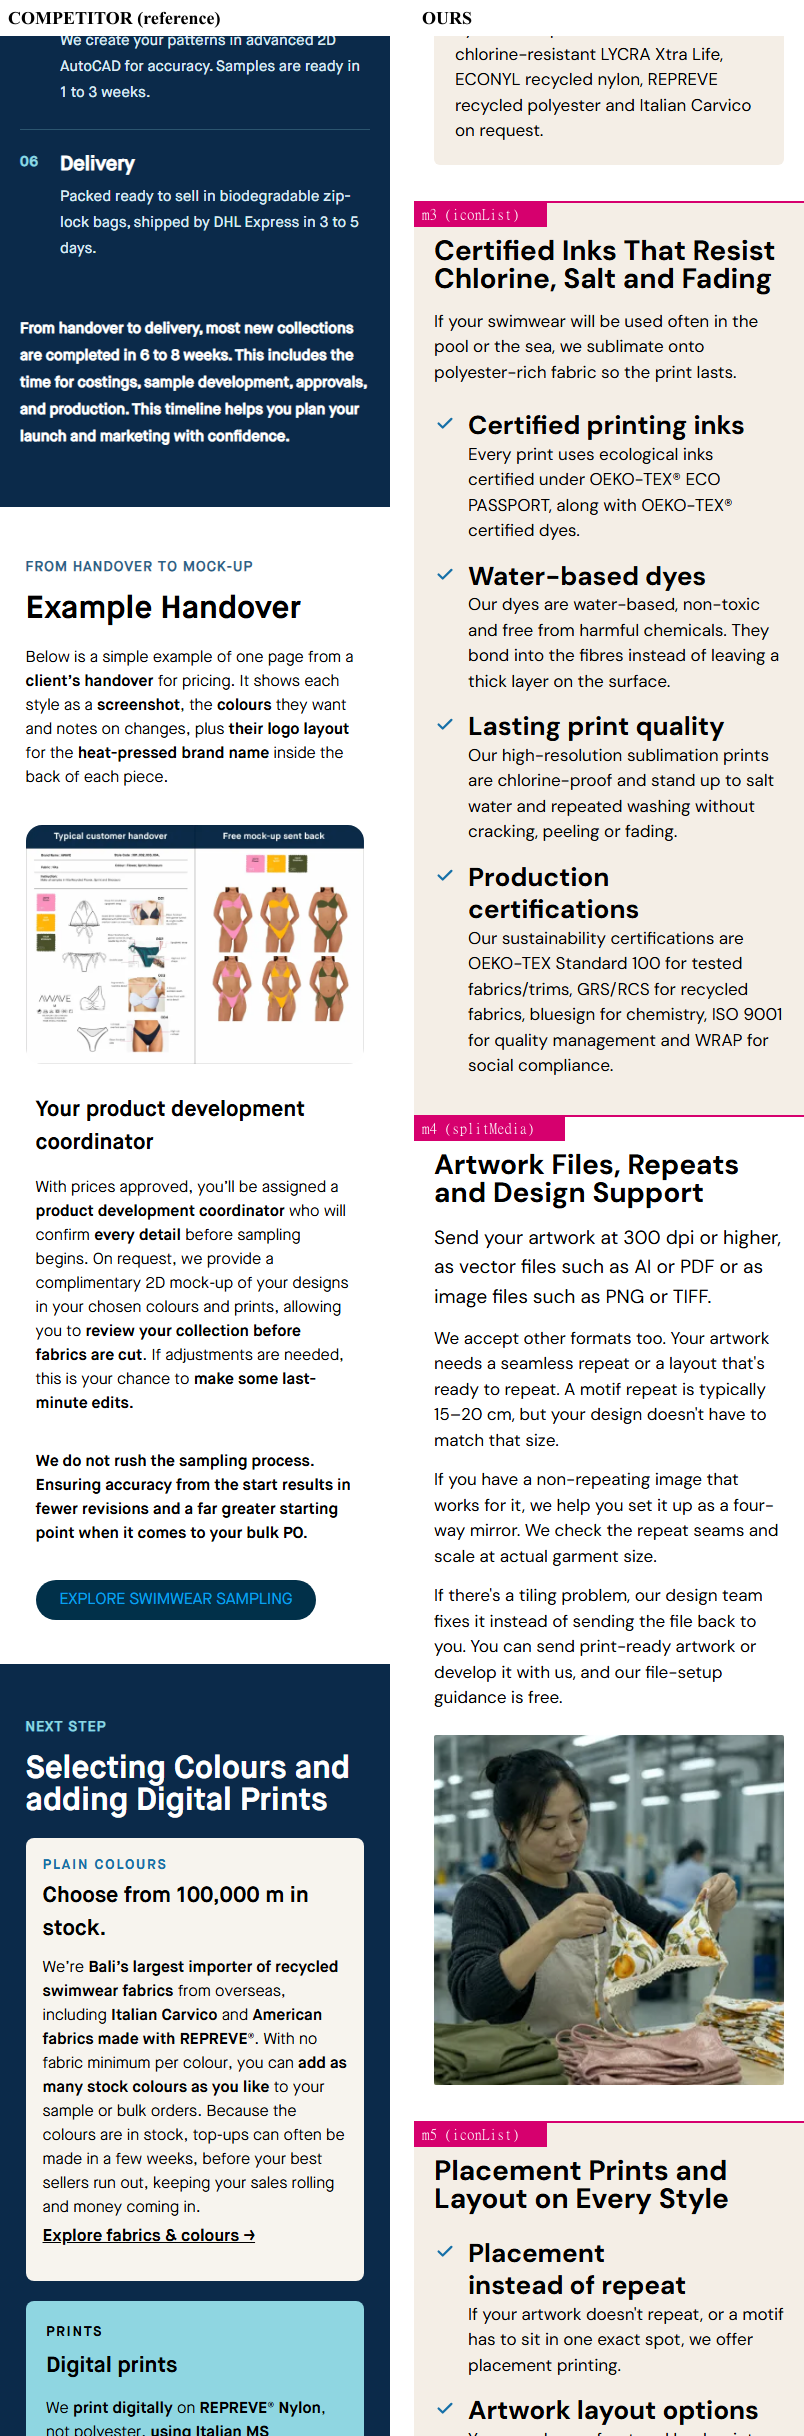 COMPETITOR (reference)
We create your patterns in advanced 2D
AutoCAD for accuracy. Samples are ready in
1 to 3 weeks.
06 Delivery
Packed ready to sell in biodegradable zip-
lock bags, shipped by DHL Express in 3 to 5
days.
From handover to delivery, most new collections
are completed in 6 to 8 weeks. This includes the
time for costings, sample development, approvals,
and production. This timeline helps you plan your
launch and marketing with confidence.
FROM HANDOVER TO MOCK-UP
Example Handover
Below is a simple example of one page from a
client's handover for pricing. It shows each
style as a screenshot, the colours they want
and notes on changes, plus their logo layout
for the heat-pressed brand name inside the
back of each piece.
Typical customer handover
Free mock-up sent back
AWAVE
Your product development
coordinator
With prices approved, you'll be assigned a
product development coordinator who will
confirm every detail before sampling
begins. On request, we provide a
complimentary 2D mock-up of your designs
in your chosen colours and prints, allowing
you to review your collection before
fabrics are cut. If adjustments are needed,
this is your chance to make some last-
minute edits.
We do not rush the sampling process.
Ensuring accuracy from the start results in
fewer revisions and a far greater starting
point when it comes to your bulk PO.
EXPLORE SWIMWEAR SAMPLING
NEXT STEP
Selecting Colours and
adding Digital Prints
PLAIN COLOURS
Choose from 100,000 m in
stock.
We're Bali's largest importer of recycled
swimwear fabrics from overseas,
including Italian Carvico and American
fabrics made with REPREVE®. With no
fabric minimum per colour, you can add as
many stock colours as you like to your
sample or bulk orders. Because the
colours are in stock, top-ups can often be
made in a few weeks, before your best
sellers run out, keeping your sales rolling
and money coming in.
Explore fabrics & colours →
PRINTS
Digital prints
We print digitally on REPREVE® Nylon,
not polyester, using Italian MS
OURS
chlorine-resistant LYCRA Xtra Life,
ECONYL recycled nylon, REPREVE
recycled polyester and Italian Carvico
on request.
m3 (iconList)
Certified Inks That Resist
Chlorine, Salt and Fading
If your swimwear will be used often in the
pool or the sea, we sublimate onto
polyester-rich fabric so the print lasts.
Certified printing inks
Every print uses ecological inks
certified under OEKO-TEX® ECO
PASSPORT, along with OEKO-TEX®
certified dyes.
Water-based dyes
Our dyes are water-based, non-toxic
and free from harmful chemicals. They
bond into the fibres instead of leaving a
thick layer on the surface.
Lasting print quality
Our high-resolution sublimation prints
are chlorine-proof and stand up to salt
water and repeated washing without
cracking, peeling or fading.
Production
certifications
Our sustainability certifications are
OEKO-TEX Standard 100 for tested
fabrics/trims, GRS/RCS for recycled
fabrics, bluesign for chemistry, ISO 9001
for quality management and WRAP for
social compliance.
m4 (splitMedia)
Artwork Files, Repeats
and Design Support
Send your artwork at 300 dpi or higher,
as vector files such as AI or PDF or as
image files such as PNG or TIFF.
We accept other formats too. Your artwork
needs a seamless repeat or a layout that's
ready to repeat. A motif repeat is typically
15–20 cm, but your design doesn't have to
match that size.
If you have a non-repeating image that
works for it, we help you set it up as a four-
way mirror. We check the repeat seams and
scale at actual garment size.
If there's a tiling problem, our design team
fixes it instead of sending the file back to
you. You can send print-ready artwork or
develop it with us, and our file-setup
guidance is free.
m5 (iconList)
Placement Prints and
Layout on Every Style
Placement
instead of repeat
If your artwork doesn't repeat, or a motif
has to sit in one exact spot, we offer
placement printing.
Artwork layout options